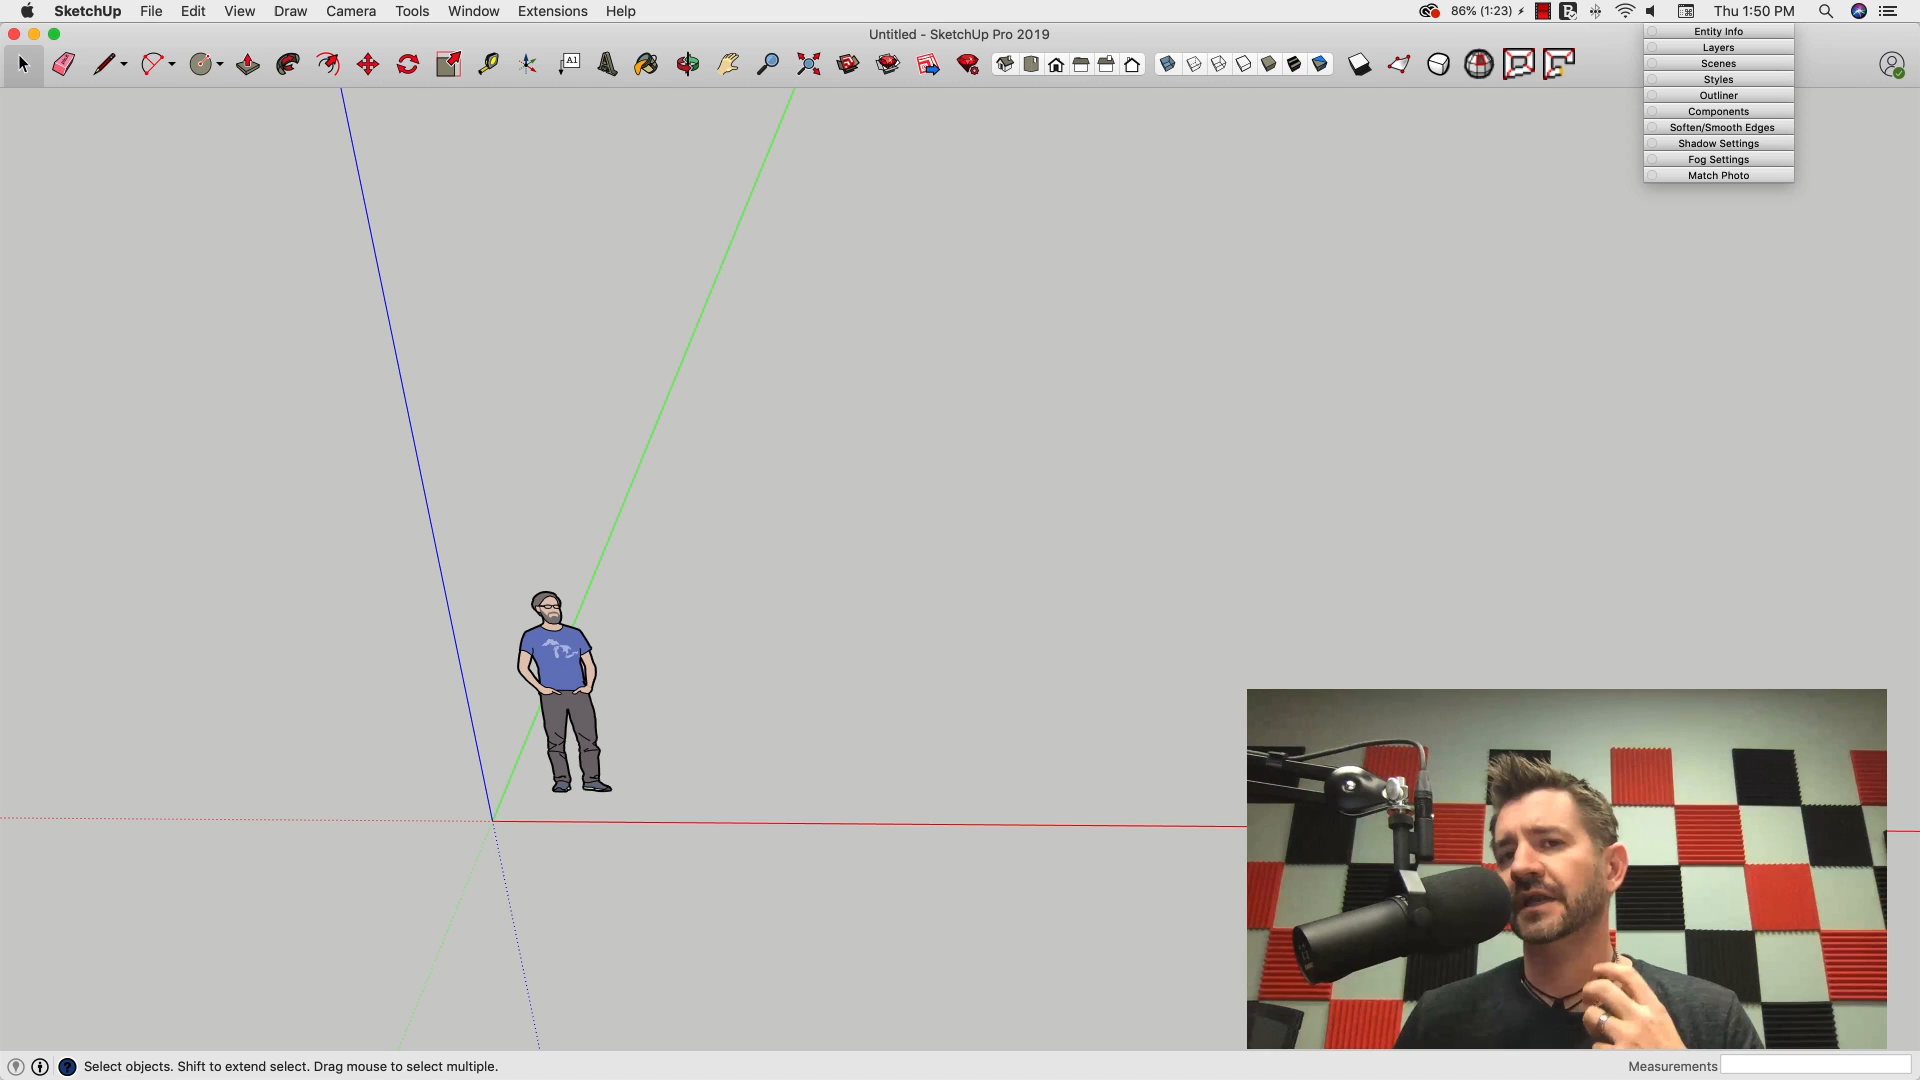 SketchUp File Edit View Draw Camera Tools Window Extensions Help
86% (1:23) Thu 1:50 PM
Untitled - SketchUp Pro 2019
A1
Entity Info
Layers
Scenes
Styles
Outliner
Components
Soften/Smooth Edges
Shadow Settings
Fog Settings
Match Photo
Select objects. Shift to extend select. Drag mouse to select multiple.
Measurements